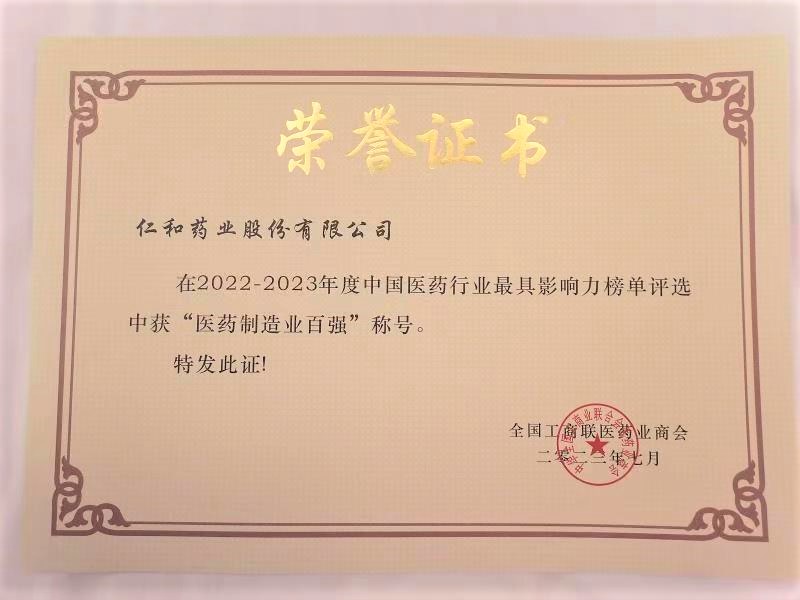 荣誉证书
仁和药业股份有限公司
在2022-2023年度中国医药行业最具影响力榜单评选
中获“医药制造业百强”称号。
特发此证!
全国工商联医药业商会
二零二三年七月